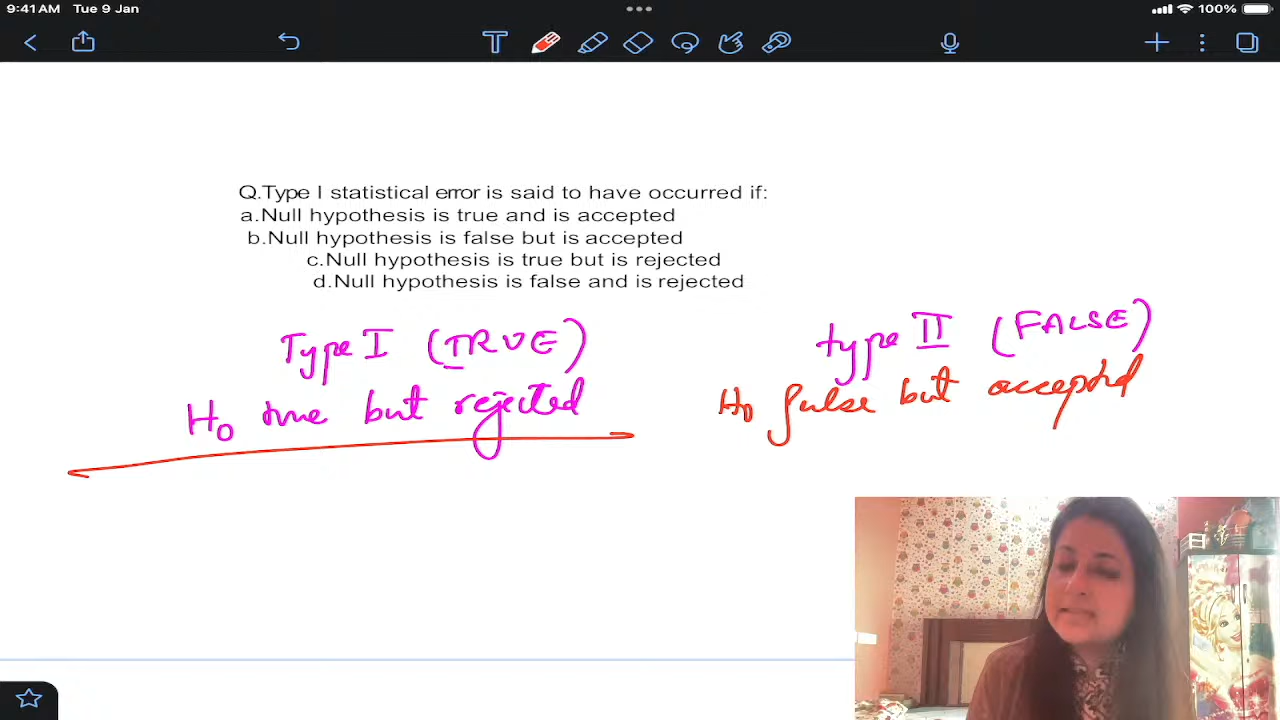 9:41 AM Tue 9 Jan
100%
Q.Type I statistical error is said to have occurred if:
a.Null hypothesis is true and is accepted
b.Null hypothesis is false but is accepted
c.Null hypothesis is true but is rejected
d.Null hypothesis is false and is rejected
Type I (TRUE)
type II (FALSE)
H0 true but rejected
H0 false but accepted